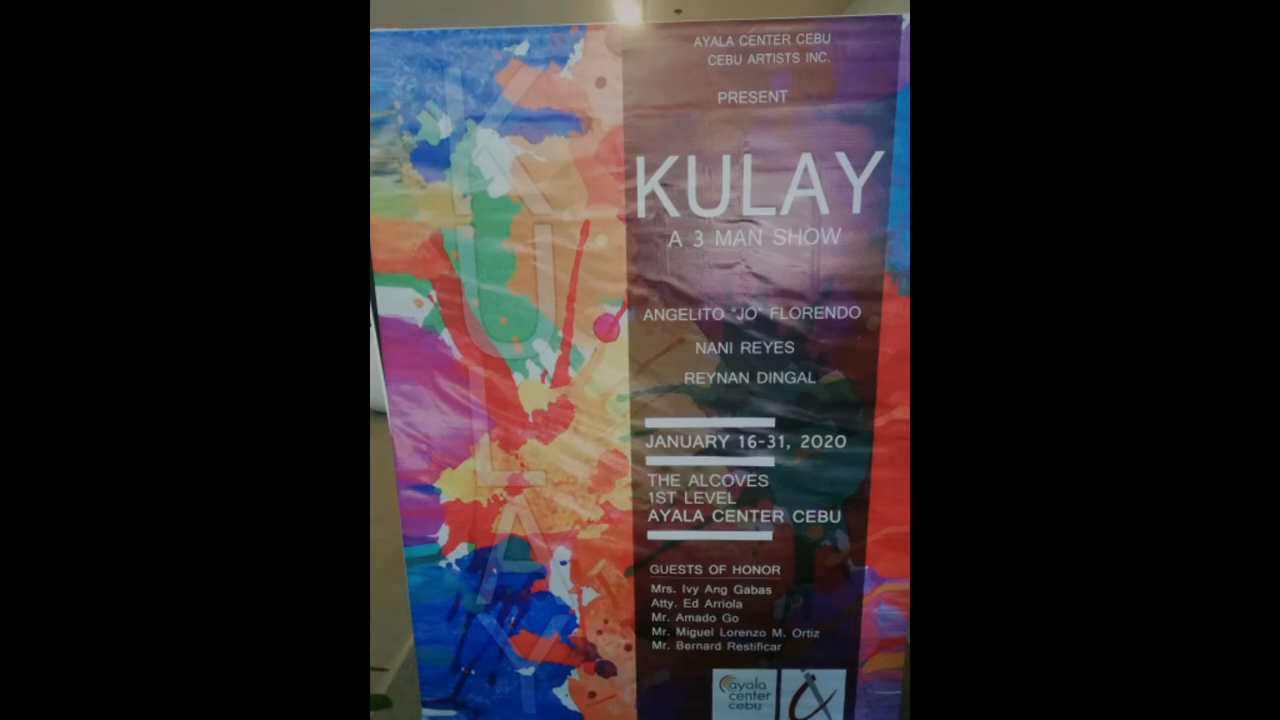 AYALA CENTER CEBU
CEBU ARTISTS INC.
PRESENT
KULAY
A 3 MAN SHOW
ANGELITO "JO" FLORENDO
NANI REYES
REYNAN DINGAL
JANUARY 16-31, 2020
THE ALCOVES
1ST LEVEL
AYALA CENTER CEBU
GUESTS OF HONOR
Mrs. Ivy Ang Gabas
Atty. Ed Arriola
Mr. Amado Go
Mr. Miguel Lorenzo M. Ortiz
Mr. Bernard Restificar
ayala
center
cebu
K
U
L
A
Y